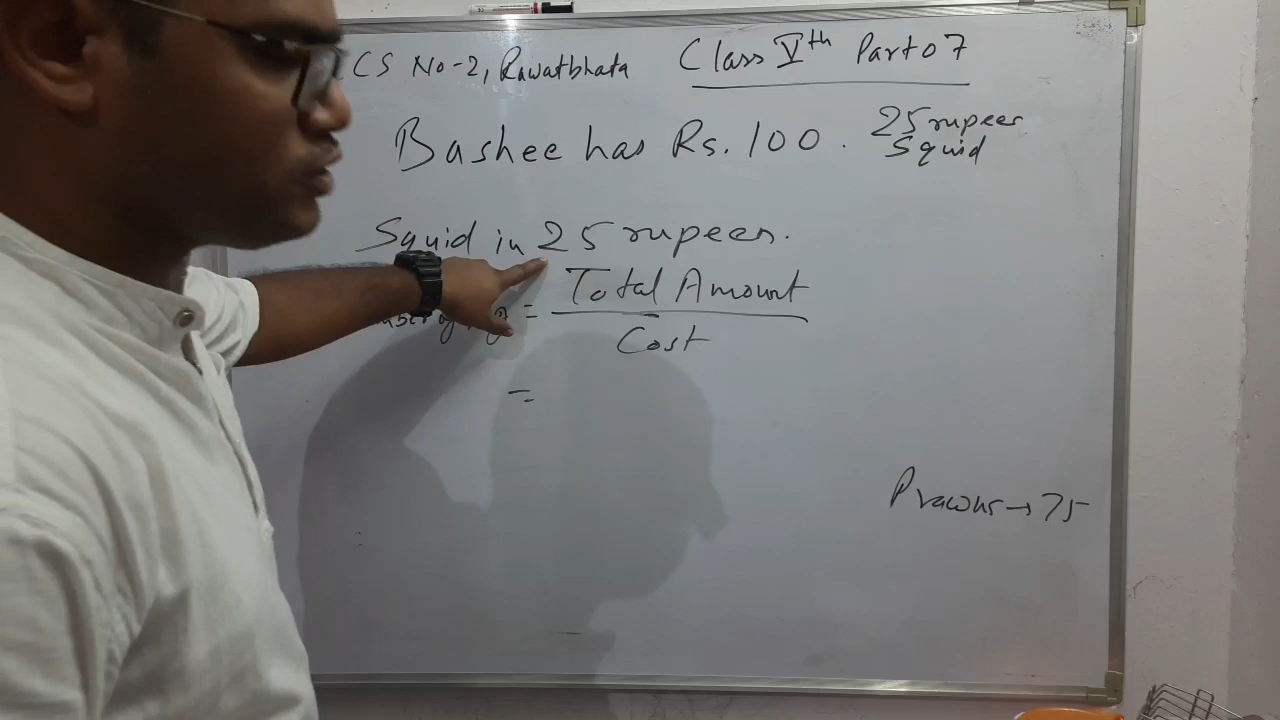 CS No-2, Rawatbhata Class Vth Part 07
Bashee has Rs. 100. 25 rupees
Squid
Squid in 25 rupees.
= Total Amount
Cost
=
Prawns → 75